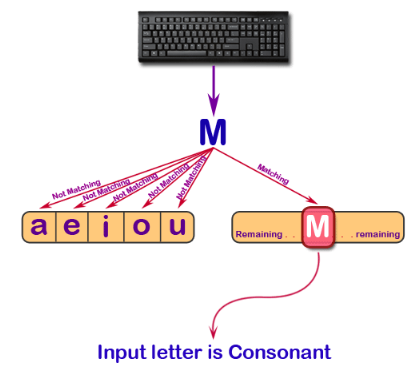 M
Not Matching
Not Matching
Not Matching
Not Matching
Not Matching
Matching
a e i o u
Remaining . . M . . remaining
Input letter is Consonant